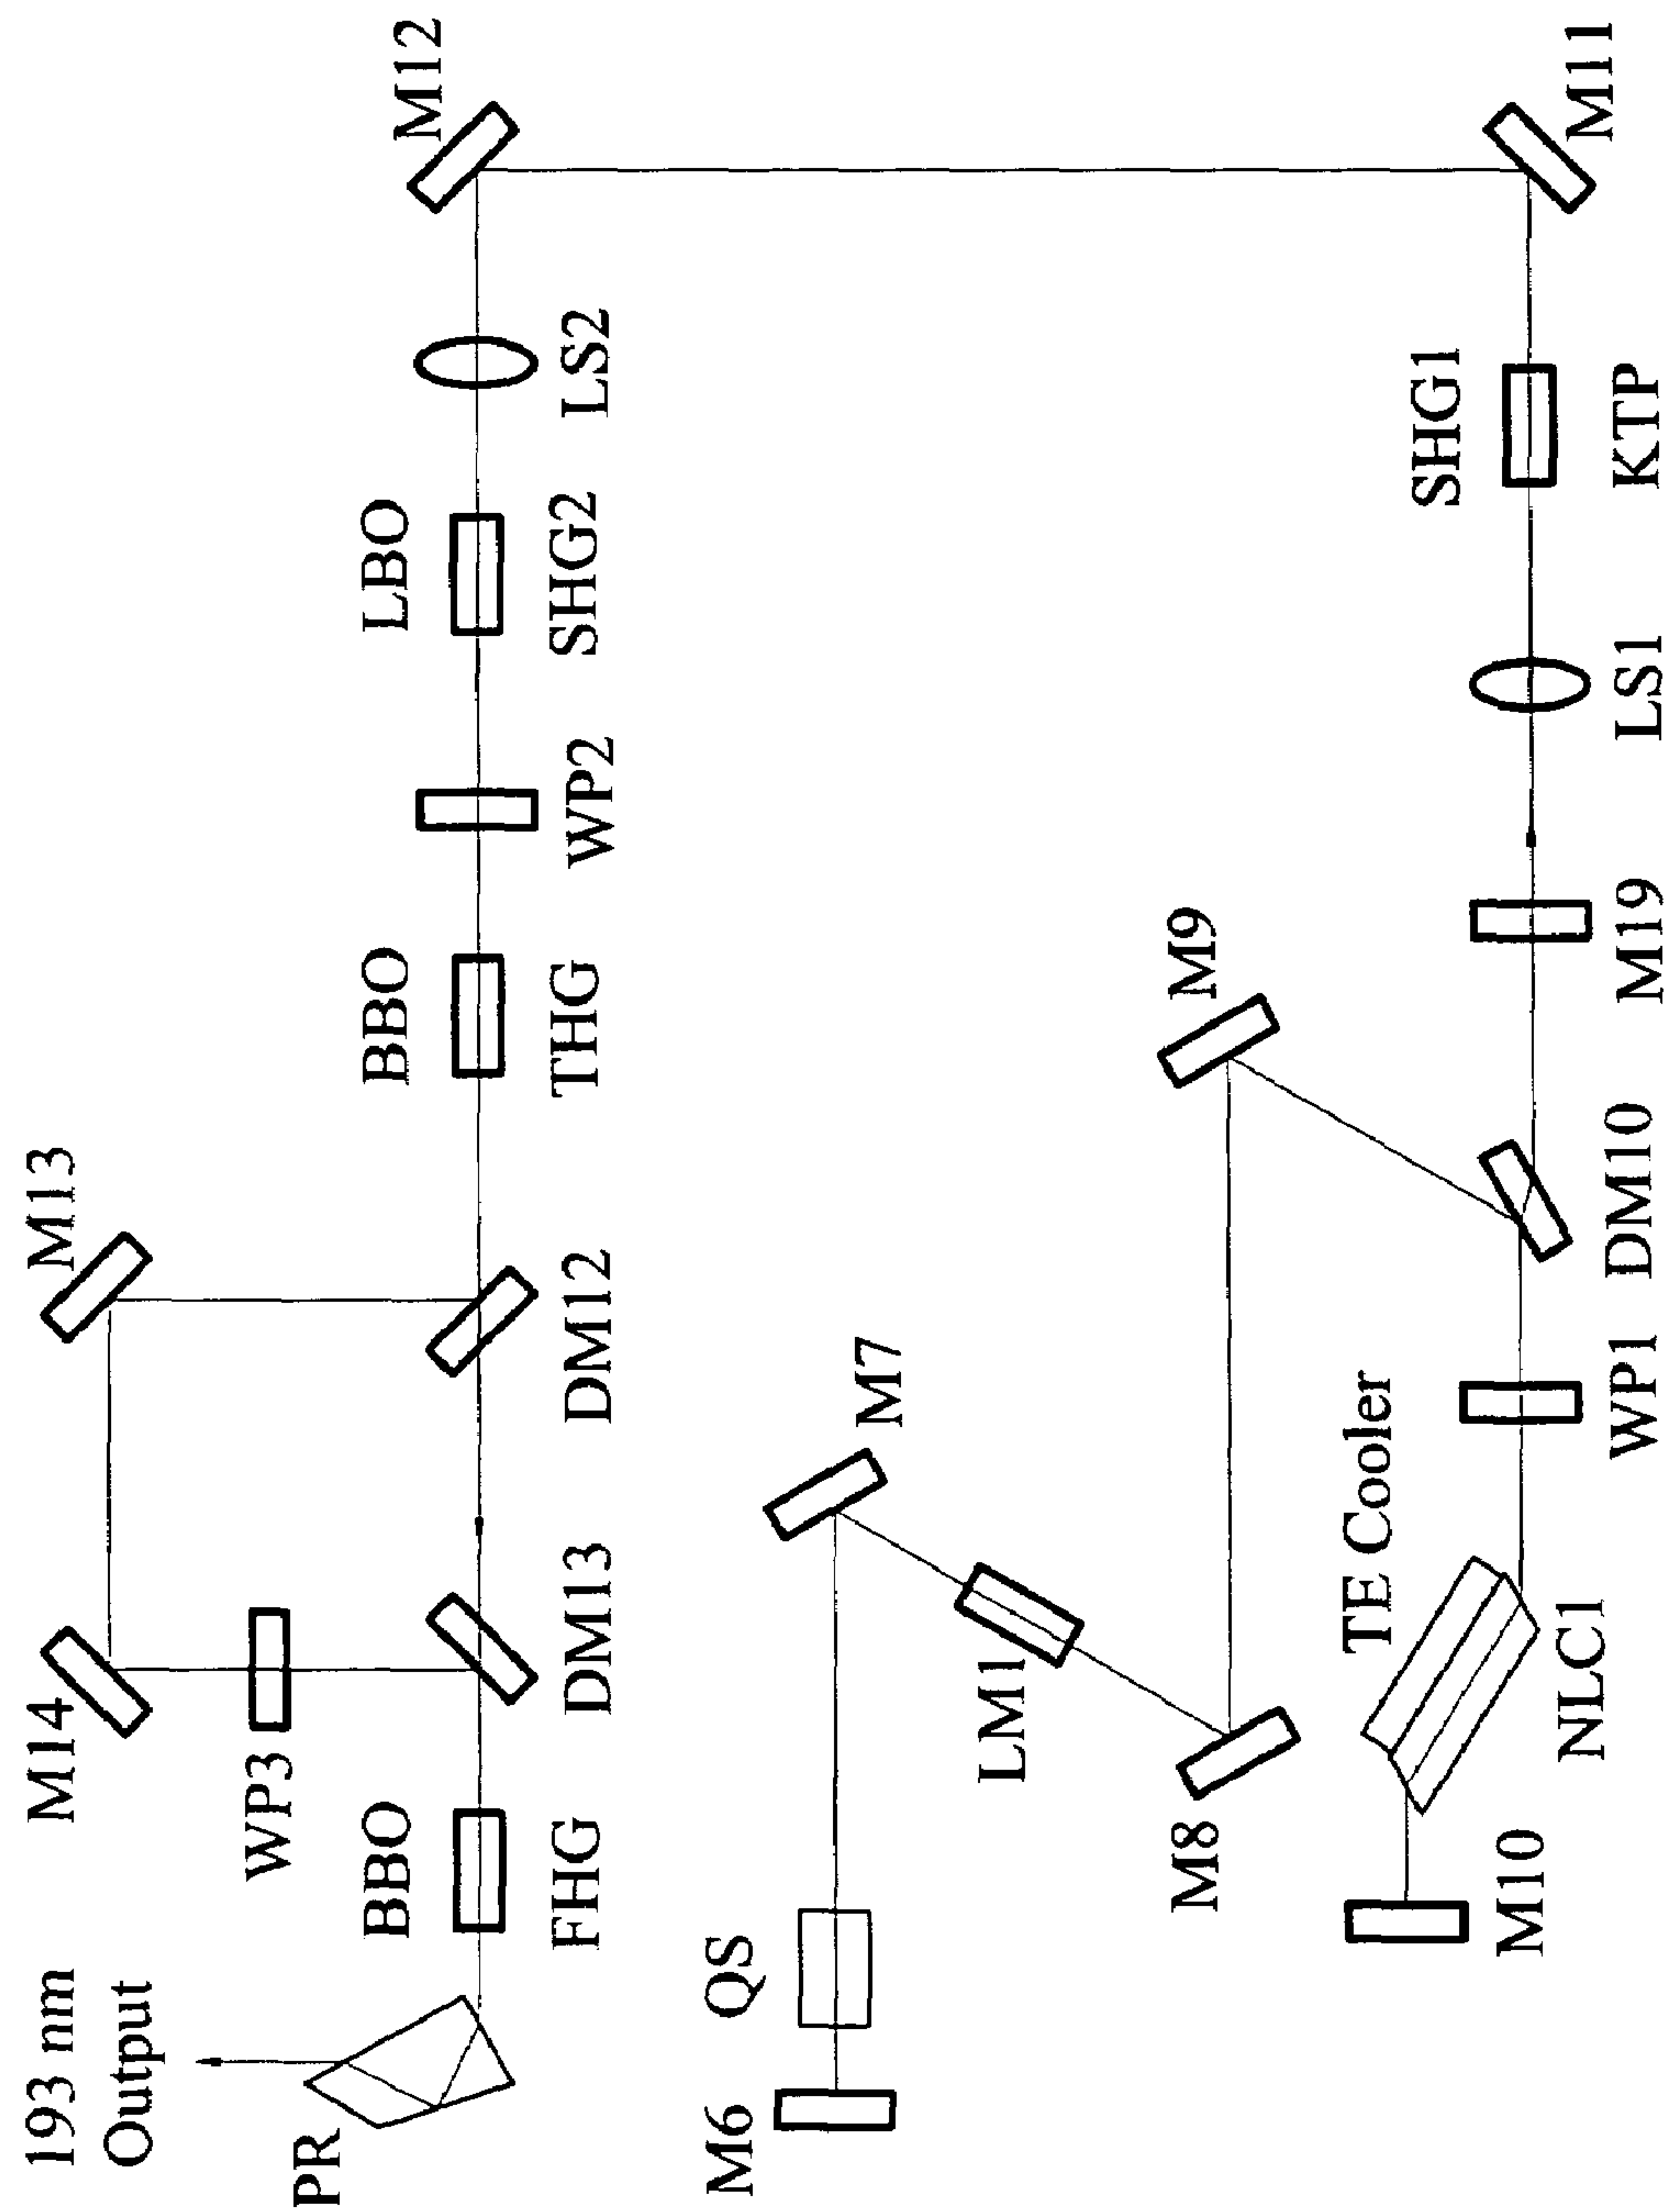 193 nm
Output
PR
M14
WP3
BBO
FHG
M13
DM13
DM12
BBO
THG
WP2
LBO
SHG2
LS2
M12
M6
QS
M7
LM1
M8
M9
M10
TE Cooler
NLC1
WP1
DM10
M19
LS1
SHG1
KTP
M11